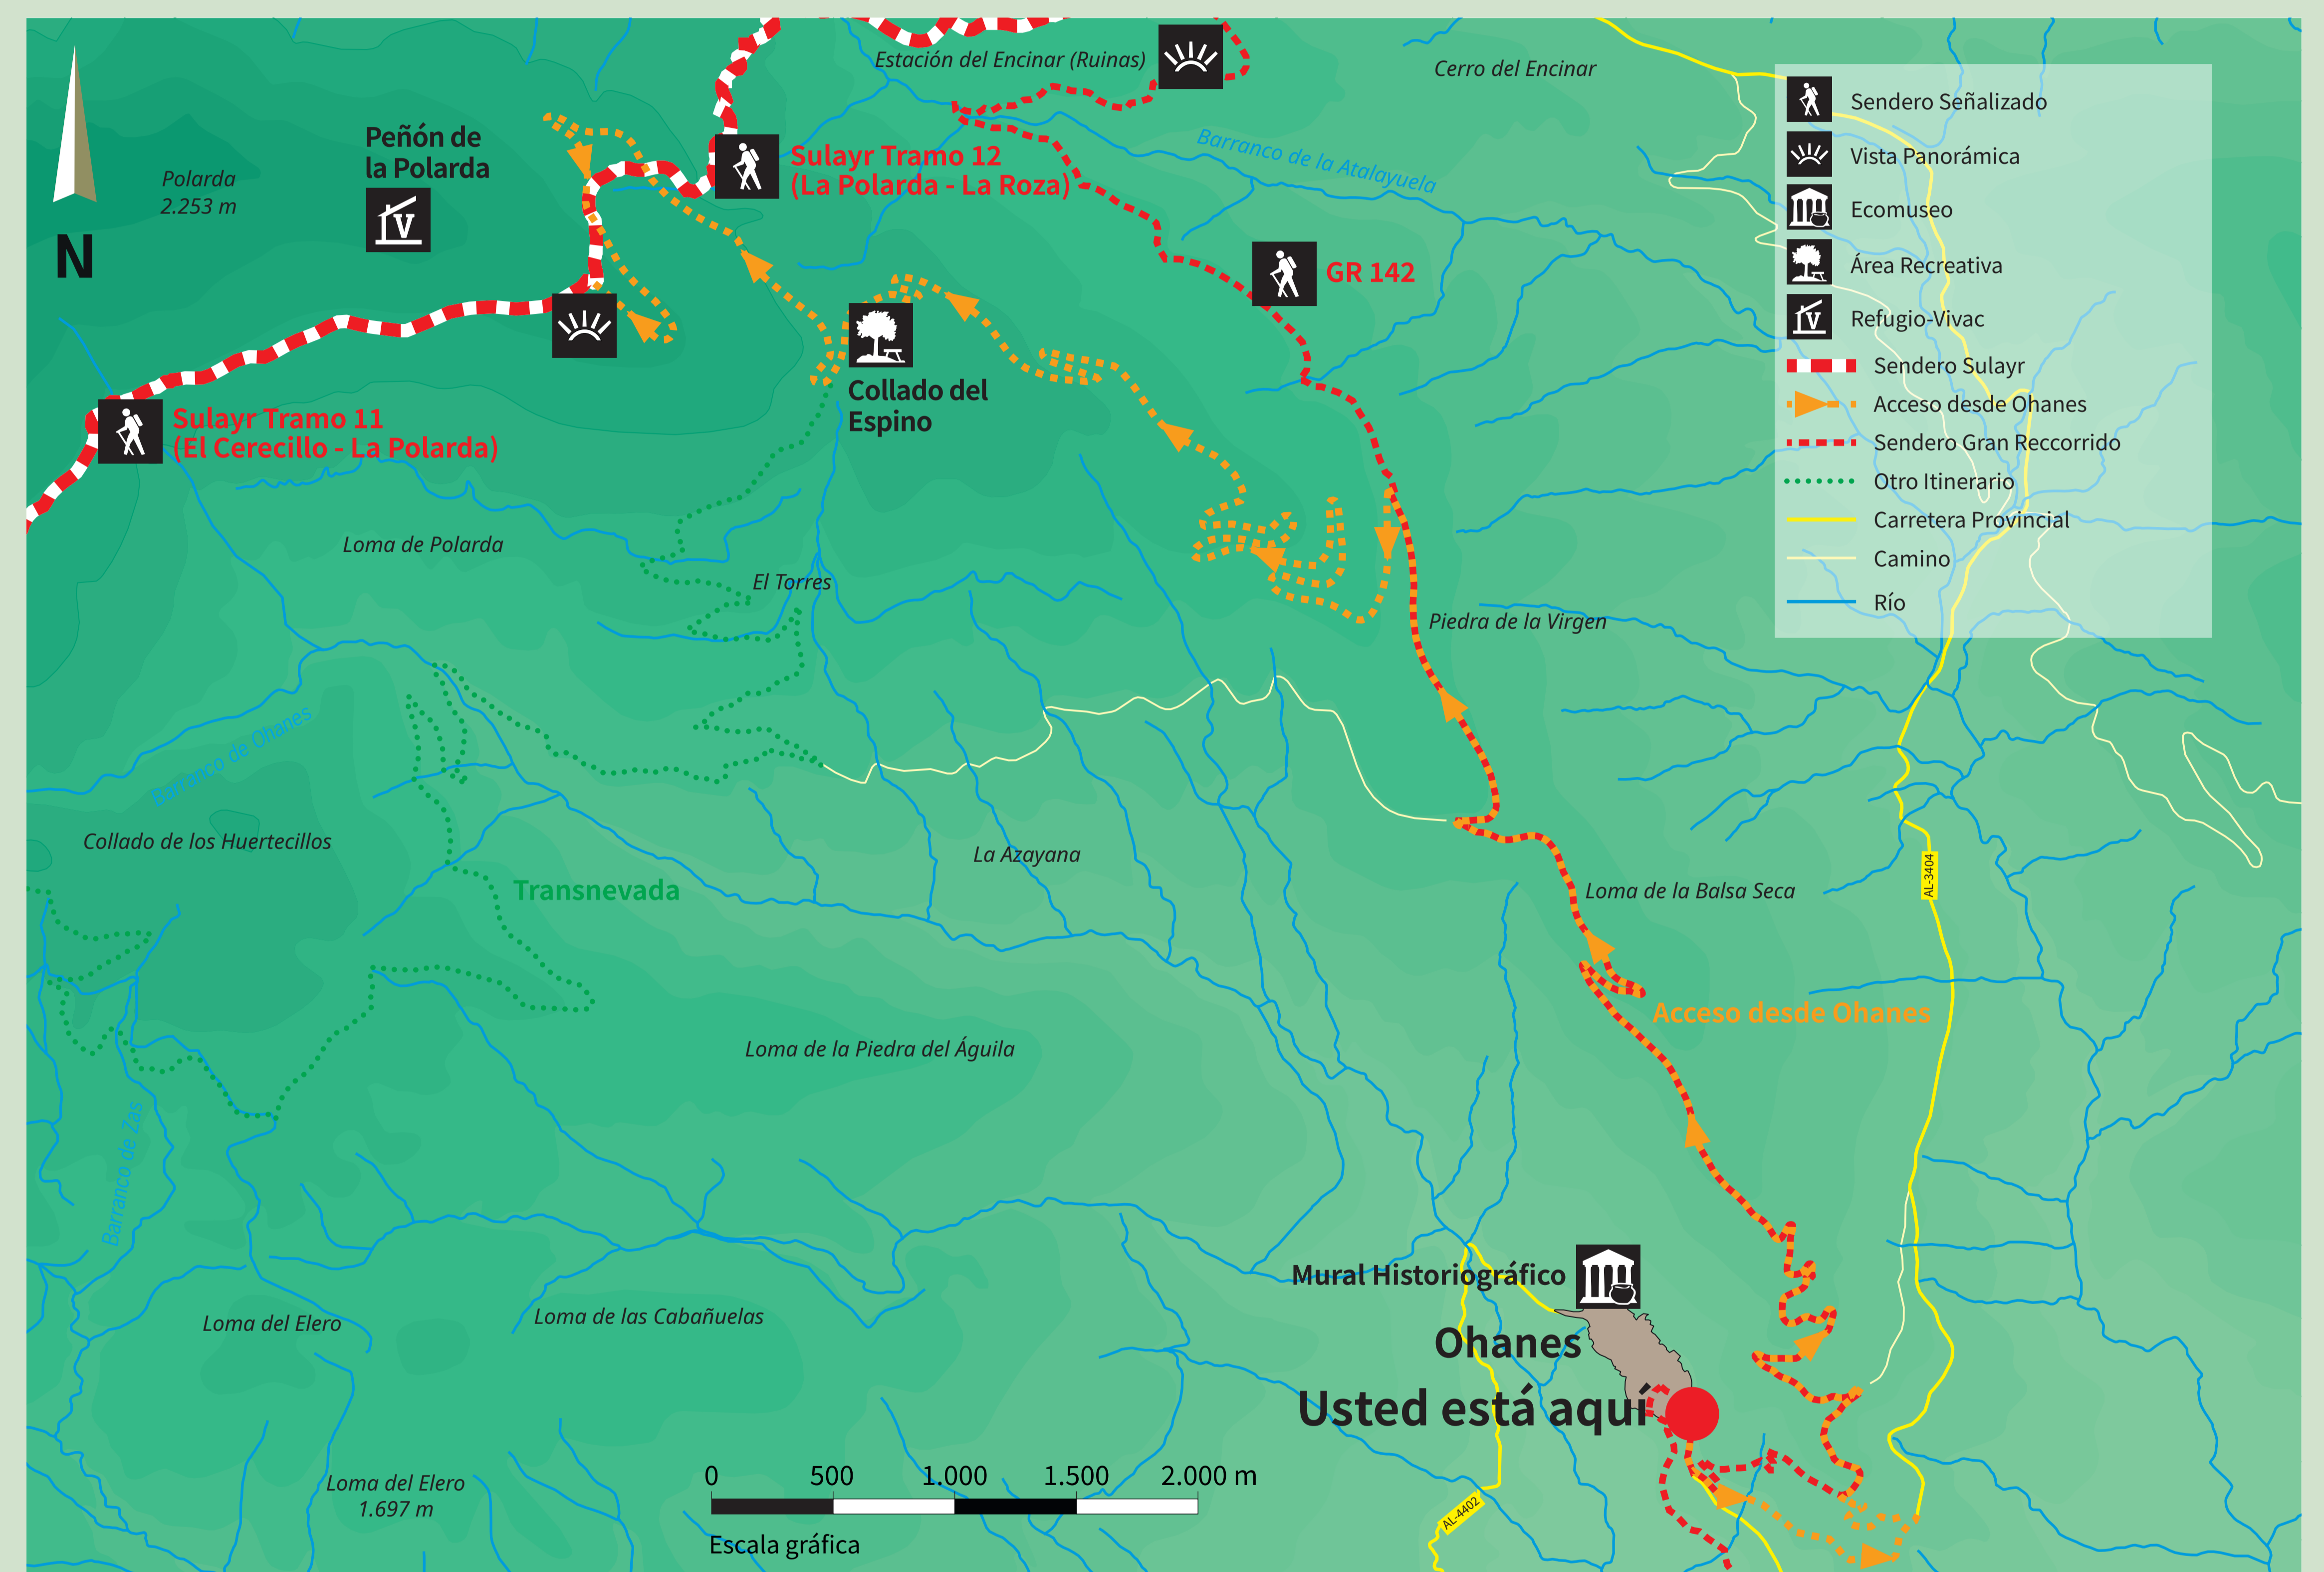 Estación del Encinar (Ruinas)
Cerro del Encinar
Peñón de
la Polarda
Polarda
2.253 m
N
Sulayr Tramo 12
(La Polarda - La Roza)
Barranco de la Atalayuela
GR 142
Collado del
Espino
Sulayr Tramo 11
(El Cerecillo - La Polarda)
Sendero Señalizado
Vista Panorámica
Ecomuseo
Área Recreativa
V
Refugio-Vivac
V
Sendero Sulayr
Acceso desde Ohanes
Sendero Gran Reccorrido
Otro Itinerario
Carretera Provincial
Camino
Río
Loma de Polarda
El Torres
Piedra de la Virgen
Barranco de Ohanes
Collado de los Huertecillos
La Azayana
Transnevada
Loma de la Balsa Seca
AL-3404
Acceso desde Ohanes
Loma de la Piedra del Águila
Barranco de Zas
Mural Historiográfico
Loma del Elero
Loma de las Cabañuelas
Ohanes
Usted está aquí
Loma del Elero
1.697 m
0 500 1.000 1.500 2.000 m
Escala gráfica
AL-4402